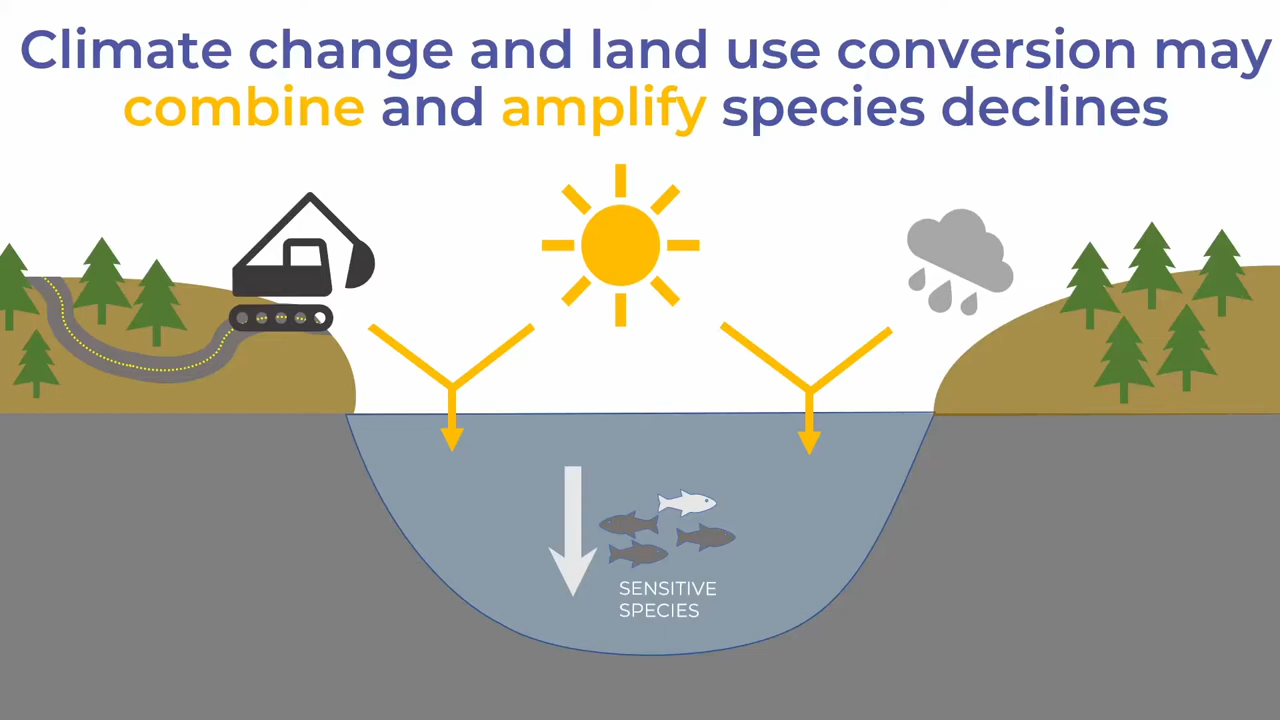 Climate change and land use conversion may
combine and amplify species declines
SENSITIVE
SPECIES